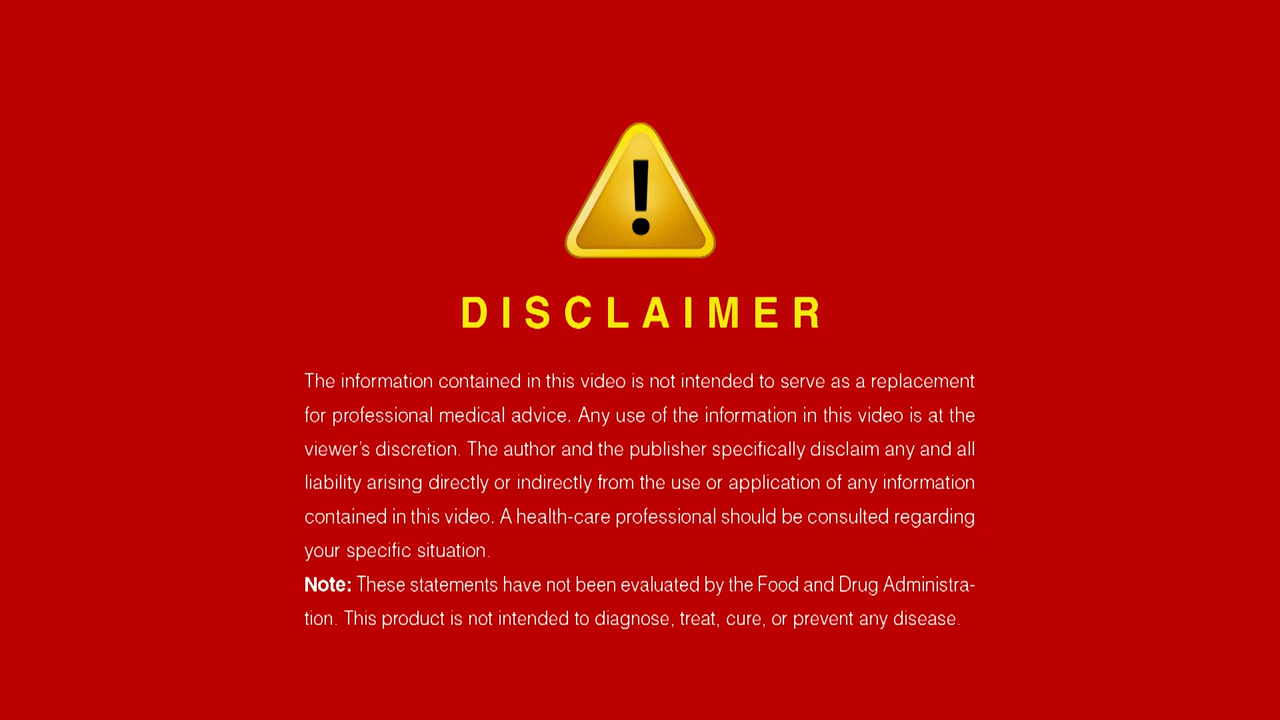 !
DISCLAIMER
The information contained in this video is not intended to serve as a replacement
for professional medical advice. Any use of the information in this video is at the
viewer's discretion. The author and the publisher specifically disclaim any and all
liability arising directly or indirectly from the use or application of any information
contained in this video. A health-care professional should be consulted regarding
your specific situation.
Note: These statements have not been evaluated by the Food and Drug Administra-
tion. This product is not intended to diagnose, treat, cure, or prevent any disease.